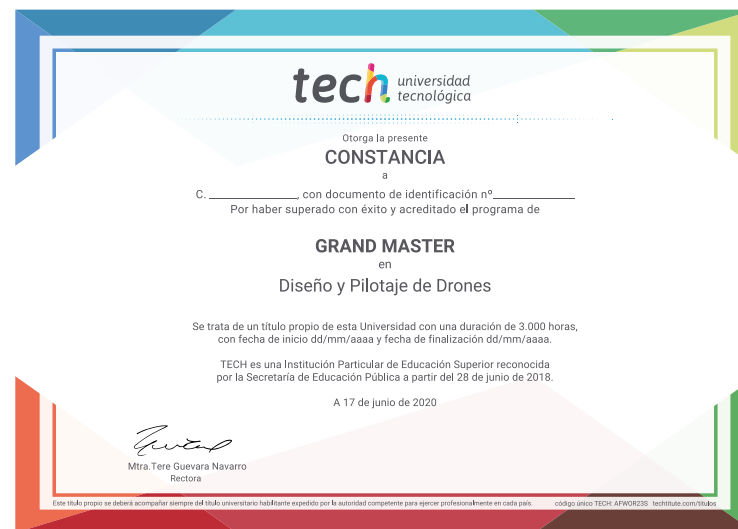 tech universidad
tecnológica
Otorga la presente
CONSTANCIA
a
C. ______________, con documento de identificación nº_____________
Por haber superado con éxito y acreditado el programa de
GRAND MASTER
en
Diseño y Pilotaje de Drones
Se trata de un título propio de esta Universidad con una duración de 3.000 horas,
con fecha de inicio dd/mm/aaaa y fecha de finalización dd/mm/aaaa.
TECH es una Institución Particular de Educación Superior reconocida
por la Secretaría de Educación Pública a partir del 28 de junio de 2018.
A 17 de junio de 2020
Mtra.Tere Guevara Navarro
Rectora
Este título propio se deberá acompañar siempre del título universitario habilitante expedido por la autoridad competente para ejercer profesionalmente en cada país. código único TECH: AFWOR23S techtitute.com/titulos